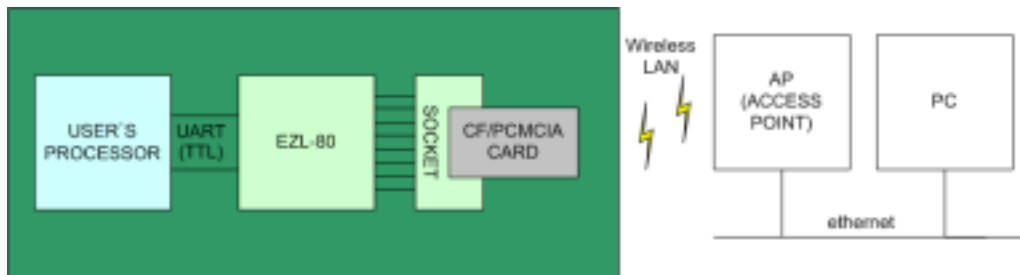 USER`S
PROCESSOR
UART
(TTL)
EZL-80
SOCKET
CF/PCMCIA
CARD
Wireless
LAN
AP
(ACCESS
POINT)
PC
ethernet